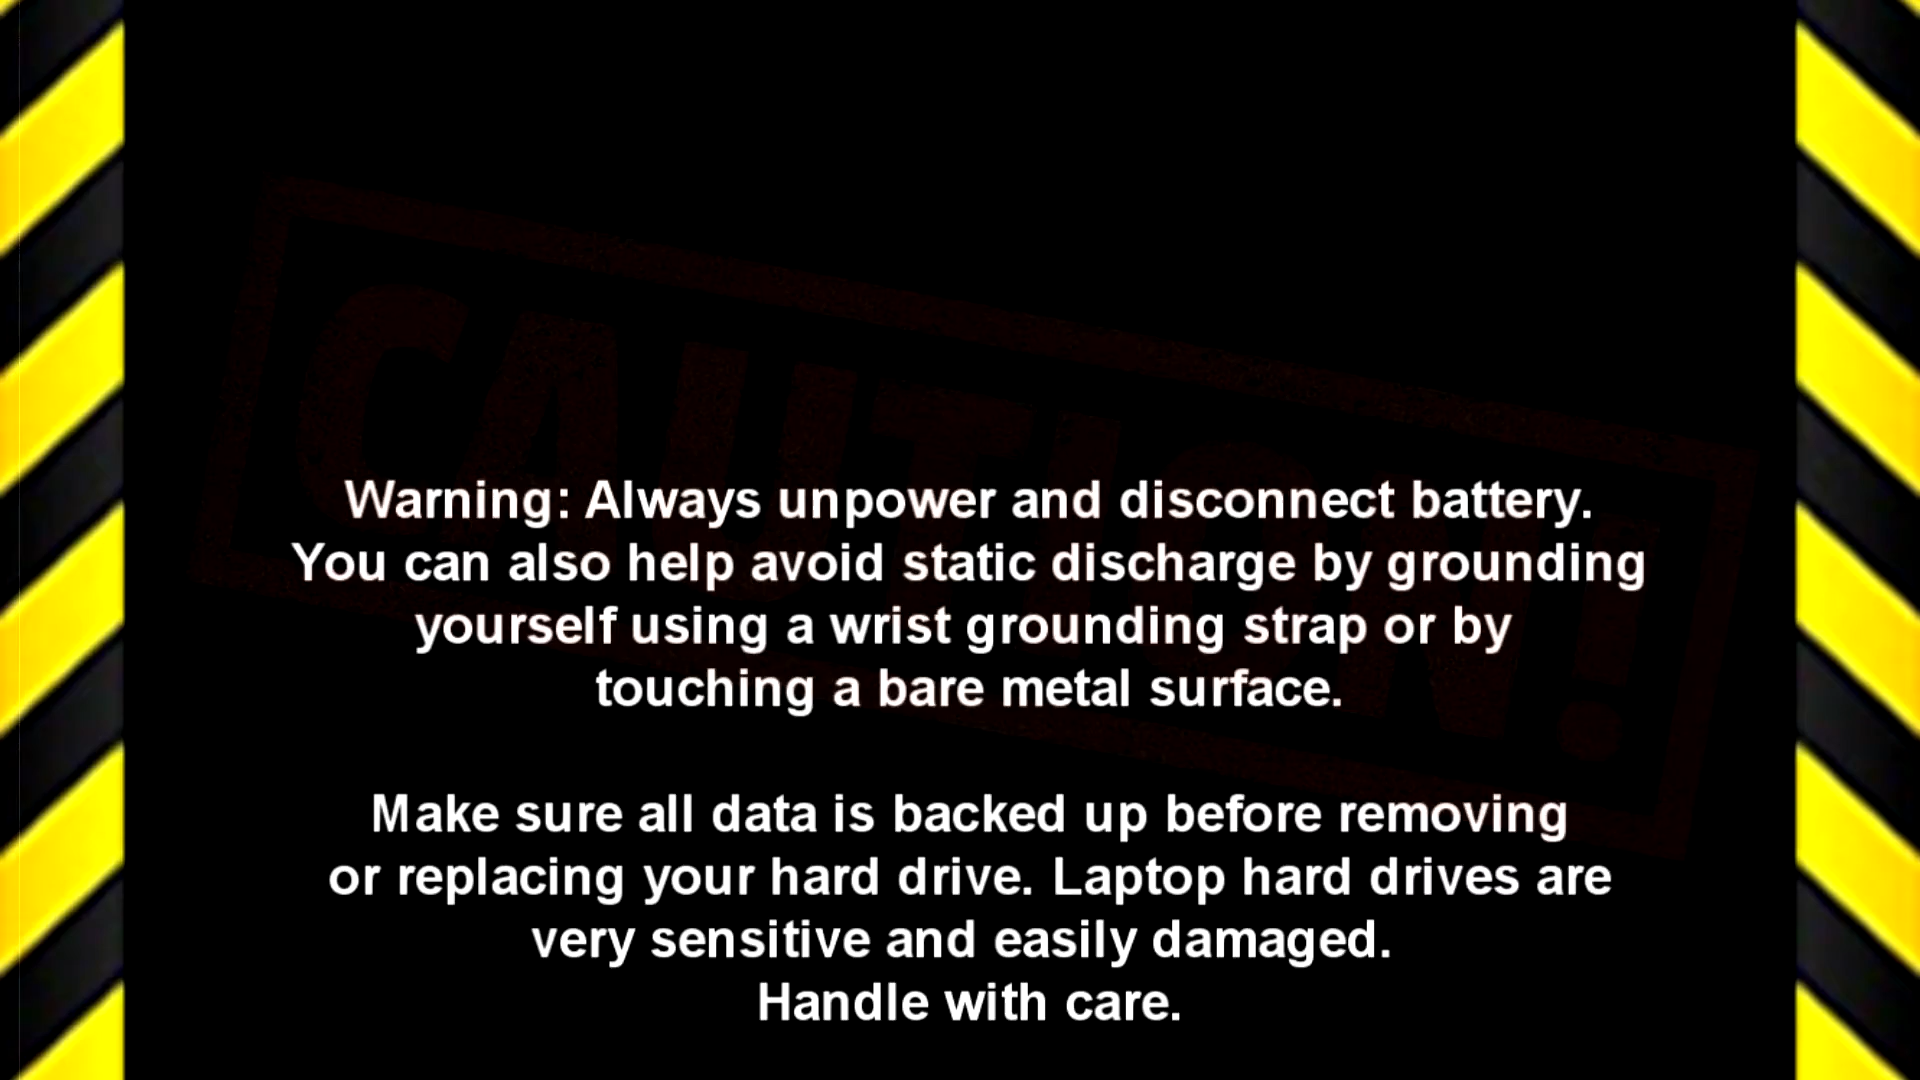 CAUTION!
Warning: Always unpower and disconnect battery.
You can also help avoid static discharge by grounding
yourself using a wrist grounding strap or by
touching a bare metal surface.
Make sure all data is backed up before removing
or replacing your hard drive. Laptop hard drives are
very sensitive and easily damaged.
Handle with care.